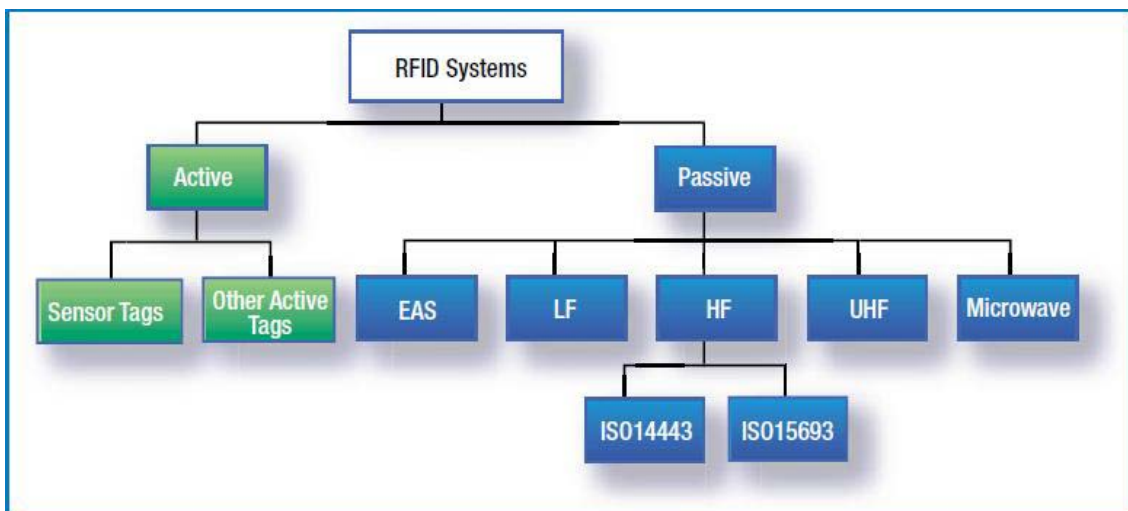 RFID Systems
Active
Passive
Sensor Tags
Other Active
Tags
EAS
LF
HF
UHF
Microwave
ISO14443
ISO15693